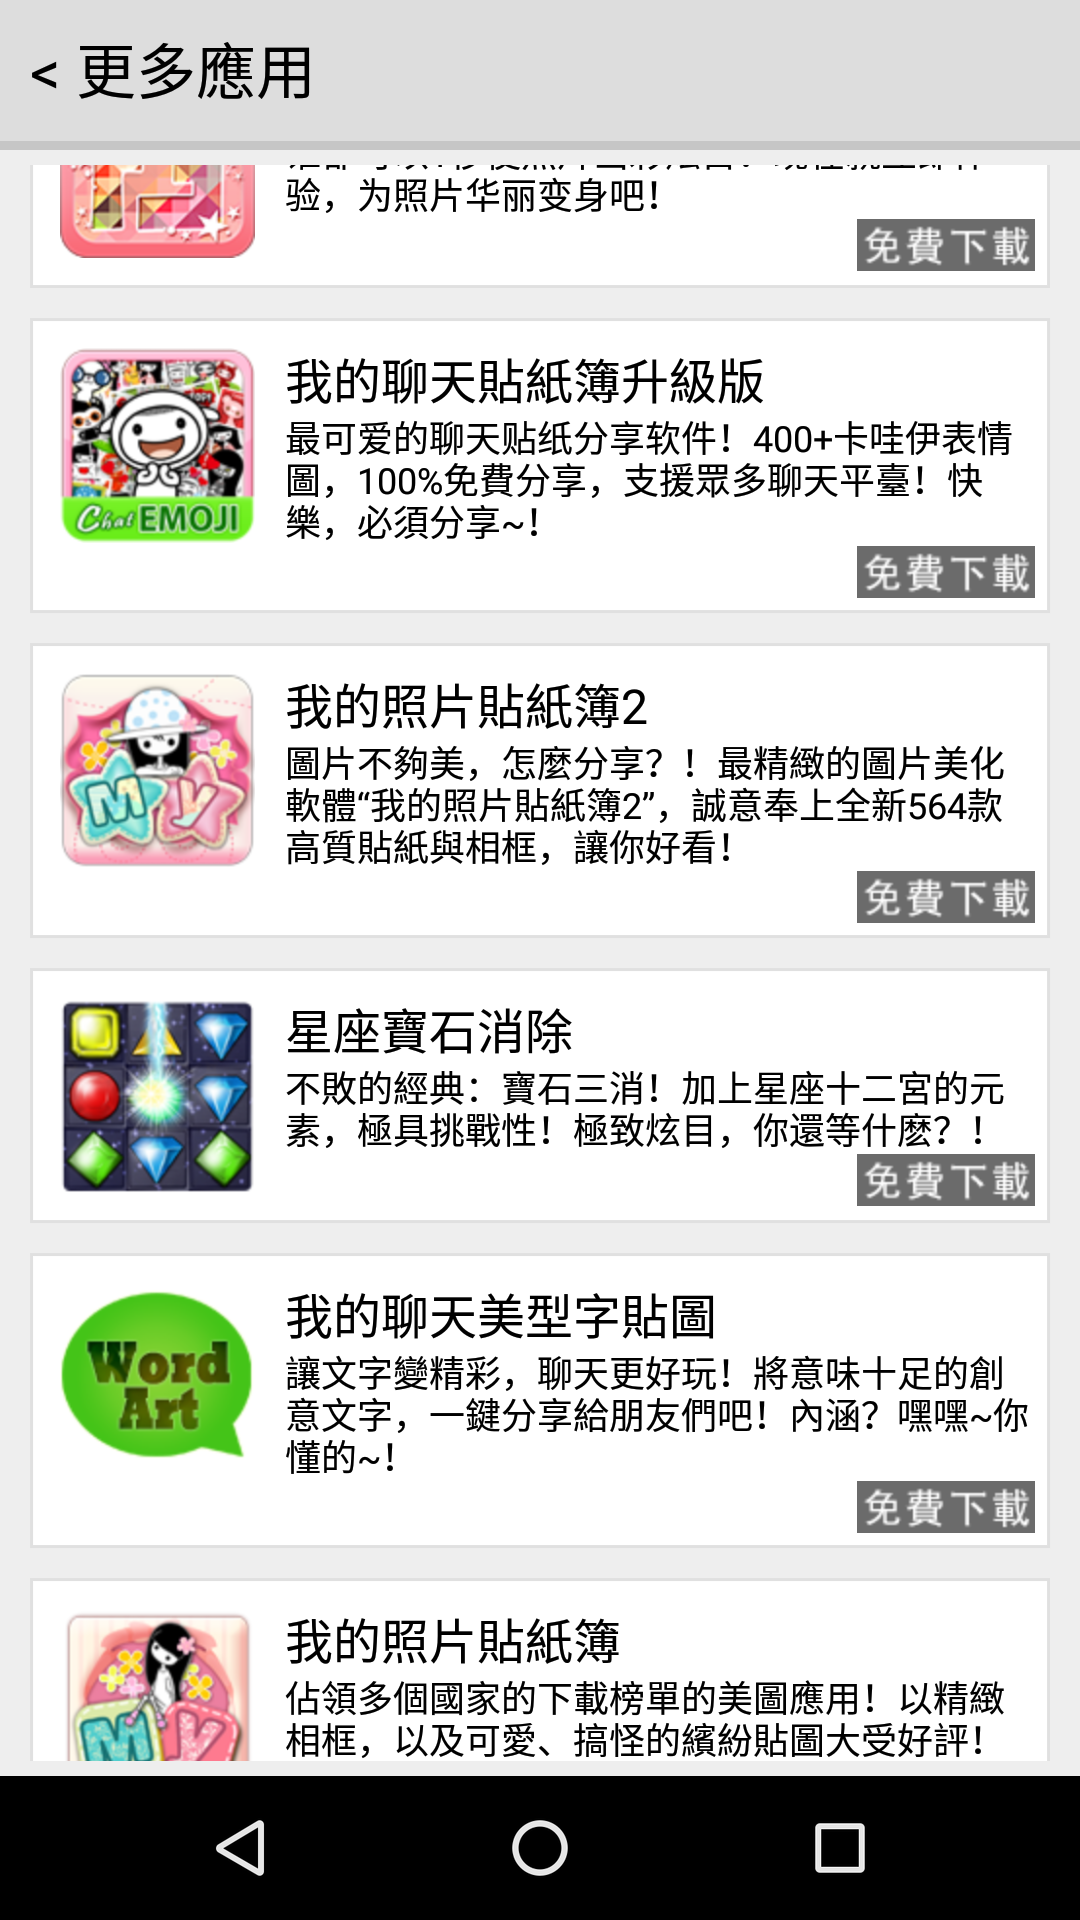 < 更多應用
验，为照片华丽变身吧！
免費下載
我的聊天貼紙簿升級版
最可爱的聊天贴纸分享软件！400+卡哇伊表情
圖，100%免費分享，支援眾多聊天平臺！快
樂，必須分享~！
Chat EMOJI
免費下載
我的照片貼紙簿2
圖片不夠美，怎麼分享？！最精緻的圖片美化
軟體“我的照片貼紙簿2”，誠意奉上全新564款
高質貼紙與相框，讓你好看！
MY
免費下載
星座寶石消除
不敗的經典：寶石三消！加上星座十二宮的元
素，極具挑戰性！極致炫目，你還等什麽？！
免費下載
我的聊天美型字貼圖
Word
Art
讓文字變精彩，聊天更好玩！將意味十足的創
意文字，一鍵分享給朋友們吧！內涵？嘿嘿~你
懂的~！
免費下載
我的照片貼紙簿
佔領多個國家的下載榜單的美圖應用！以精緻
相框，以及可愛、搞怪的繽紛貼圖大受好評！
MY